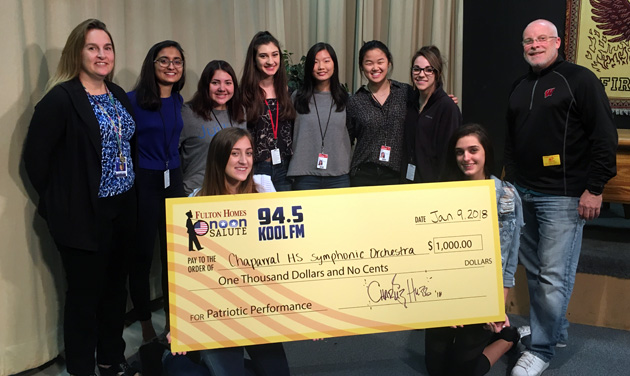 FULTON HOMES
noon
SALUTE
94.5
KOOL FM
DATE Jan 9, 2018
PAY TO THE
ORDER OF Chaparral HS Symphonic Orchestra $ 1,000.00
One Thousand Dollars and No Cents DOLLARS
FOR Patriotic Performance
FIR
W